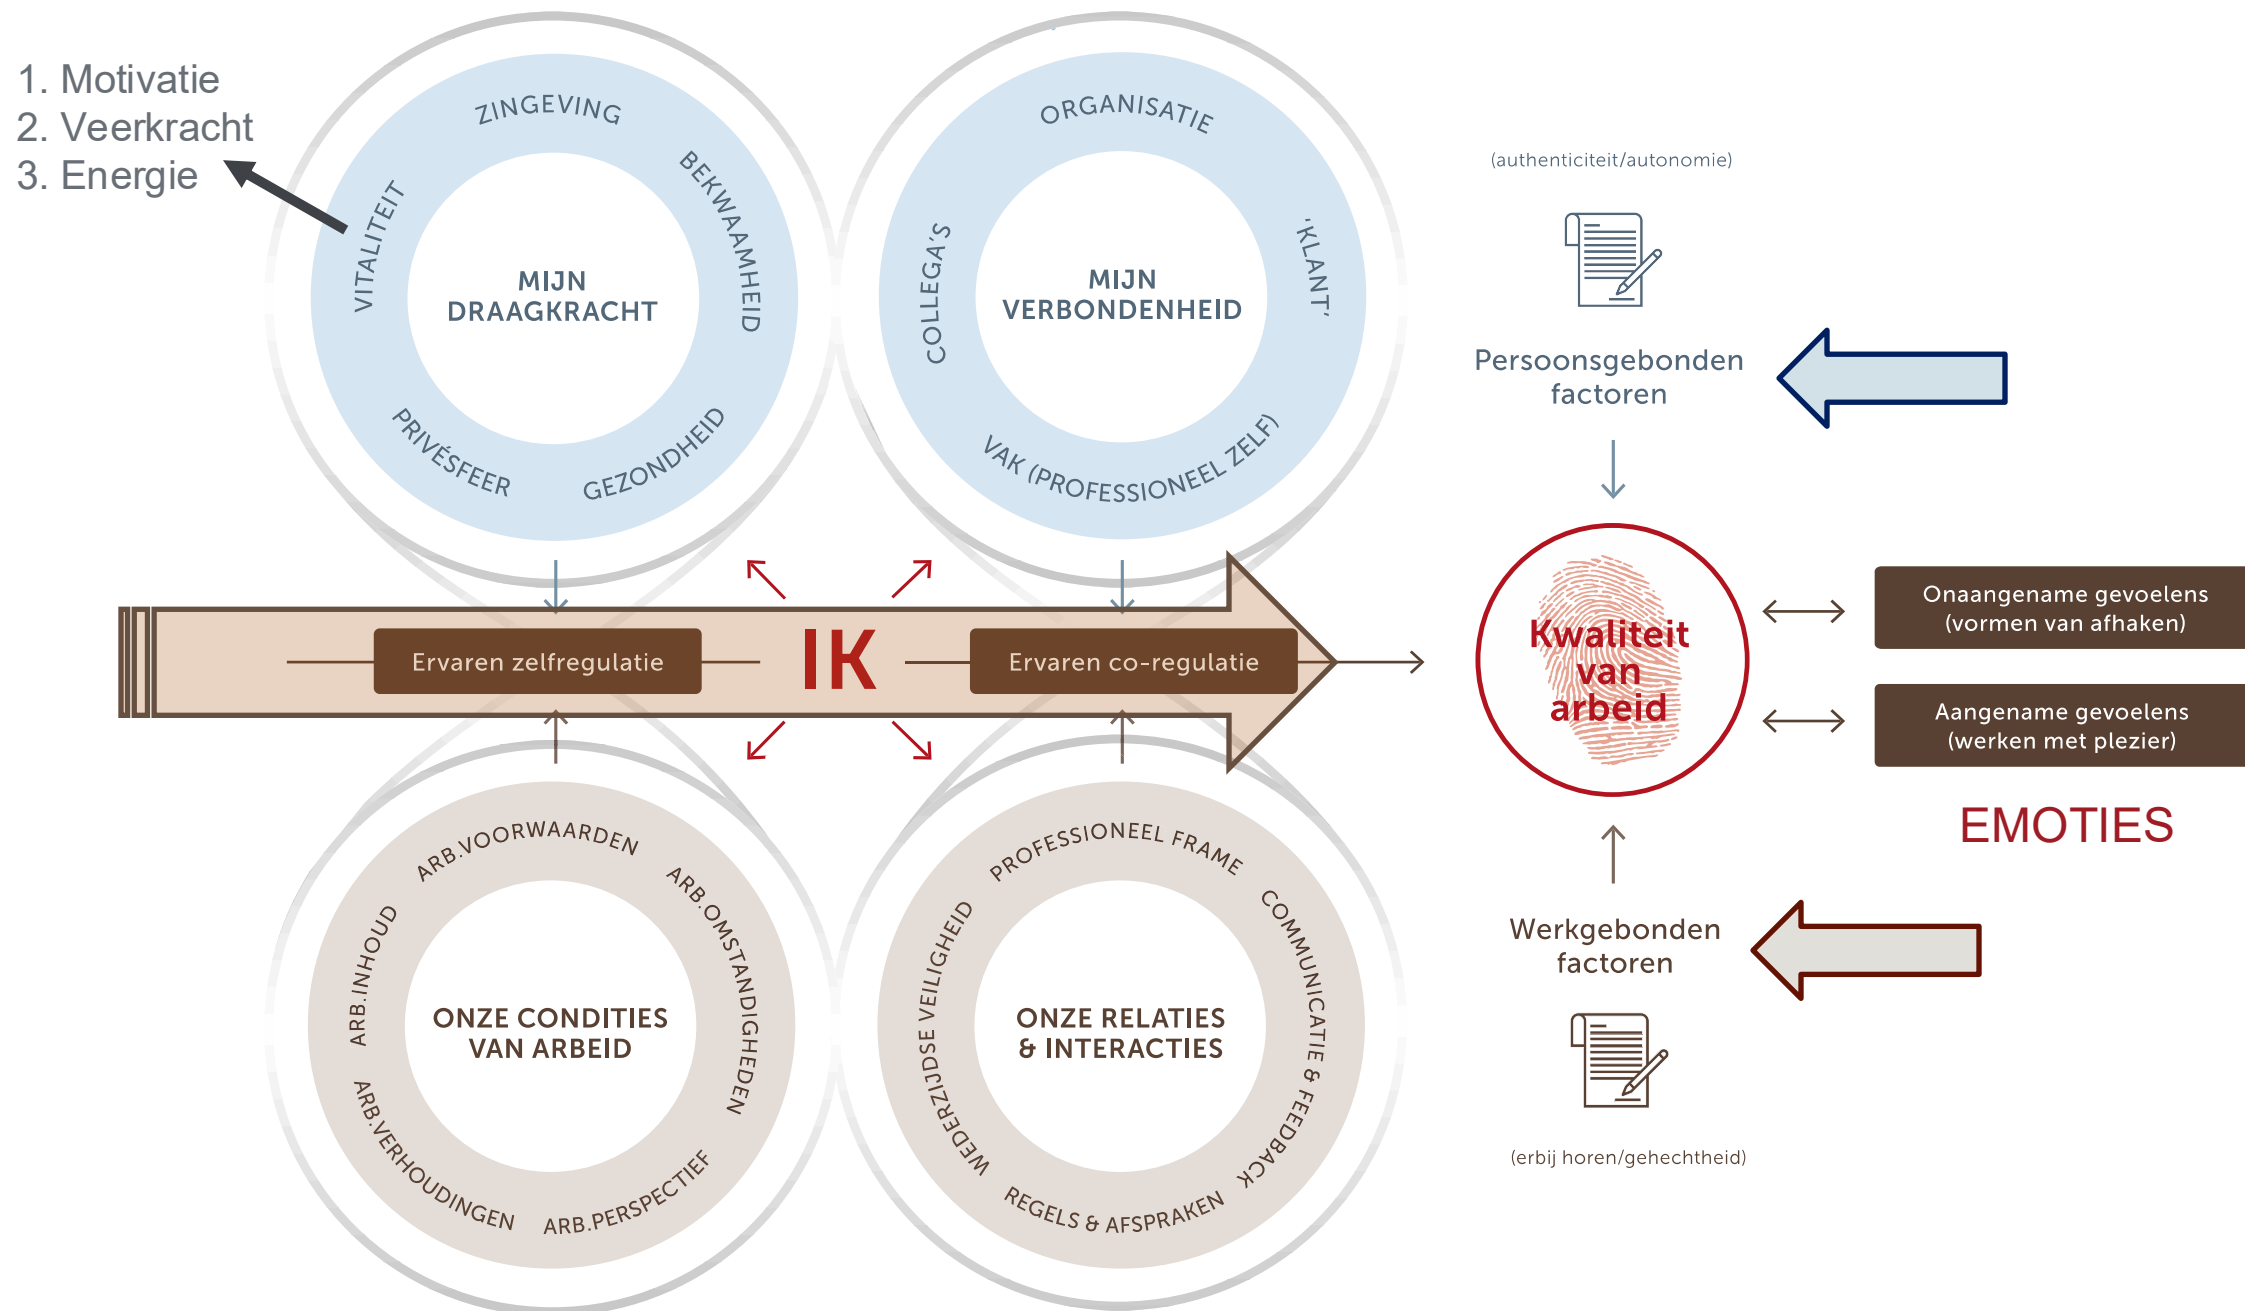 1. Motivatie
2. Veerkracht
3. Energie
ZINGEVING
BEKWAAMHEID
GEZONDHEID
PRIVÉSFEER
VITALITEIT
MIJN
DRAAGKRACHT
ORGANISATIE
'KLANT'
VAK (PROFESSIONEEL ZELF)
COLLEGA'S
MIJN
VERBONDENHEID
(authenticiteit/autonomie)
Persoonsgebonden
factoren
Ervaren zelfregulatie
IK
Ervaren co-regulatie
Kwaliteit
van
arbeid
Onaangename gevoelens
(vormen van afhaken)
Aangename gevoelens
(werken met plezier)
EMOTIES
ARB.VOORWAARDEN
ARB.OMSTANDIGHEDEN
ARB.PERSPECTIEF
ARB.VERHOUDINGEN
ARB.INHOUD
ONZE CONDITIES
VAN ARBEID
PROFESSIONEEL FRAME
COMMUNICATIE & FEEDBACK
REGELS & AFSPRAKEN
WEDERZIJDSE VEILIGHEID
ONZE RELATIES
& INTERACTIES
Werkgebonden
factoren
(erbij horen/gehechtheid)